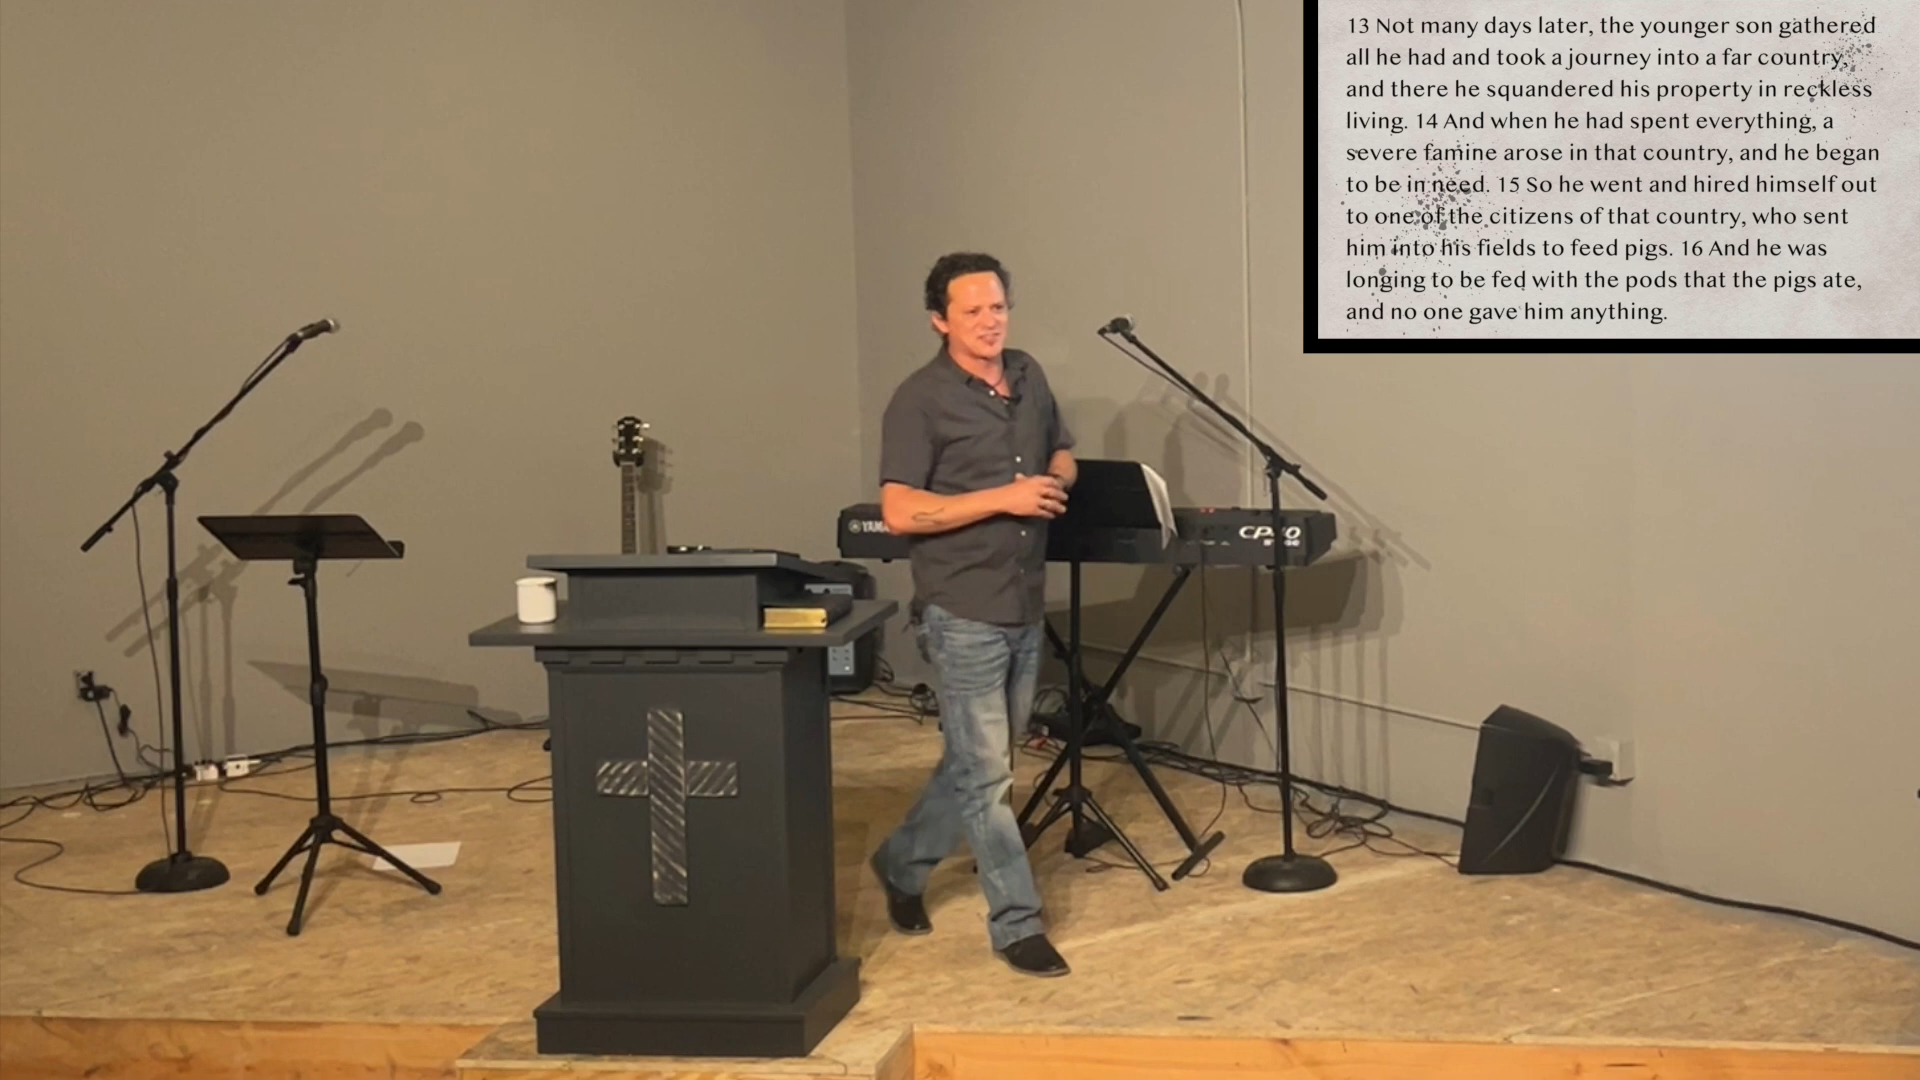 13 Not many days later, the younger son gathered
all he had and took a journey into a far country,
and there he squandered his property in reckless
living. 14 And when he had spent everything, a
severe famine arose in that country, and he began
to be in need. 15 So he went and hired himself out
to one of the citizens of that country, who sent
him into his fields to feed pigs. 16 And he was
longing to be fed with the pods that the pigs ate,
and no one gave him anything.